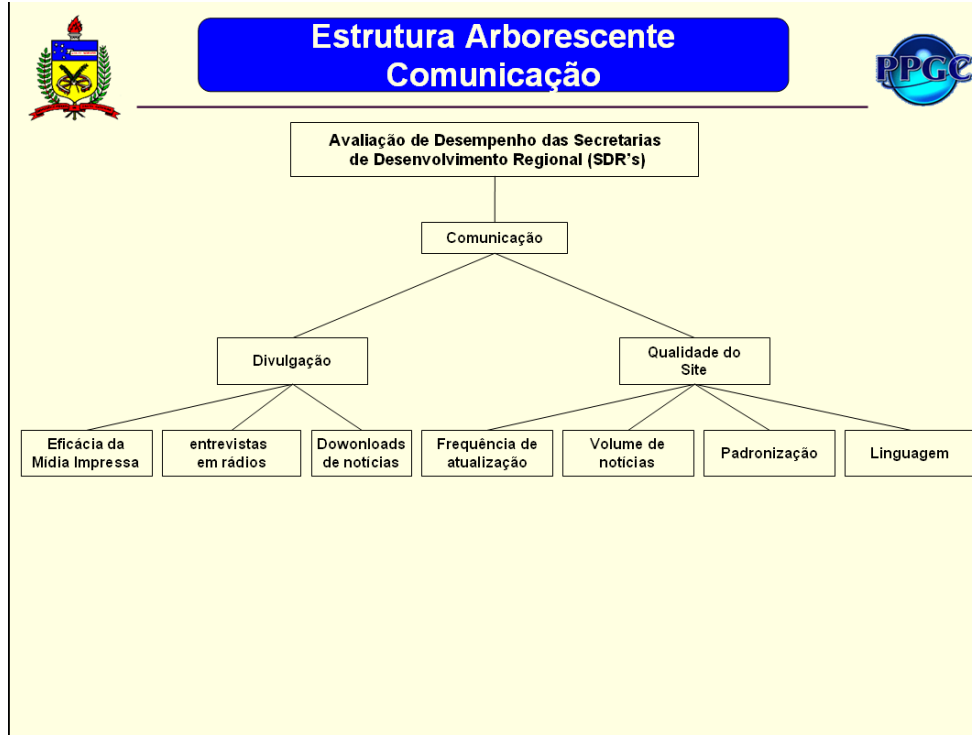 Estrutura Arborescente
Comunicação
PPGC
Avaliação de Desempenho das Secretarias
de Desenvolvimento Regional (SDR's)
Comunicação
Divulgação
Qualidade do
Site
Eficácia da
Mídia Impressa
entrevistas
em rádios
Dowonloads
de notícias
Frequência de
atualização
Volume de
notícias
Padronização
Linguagem